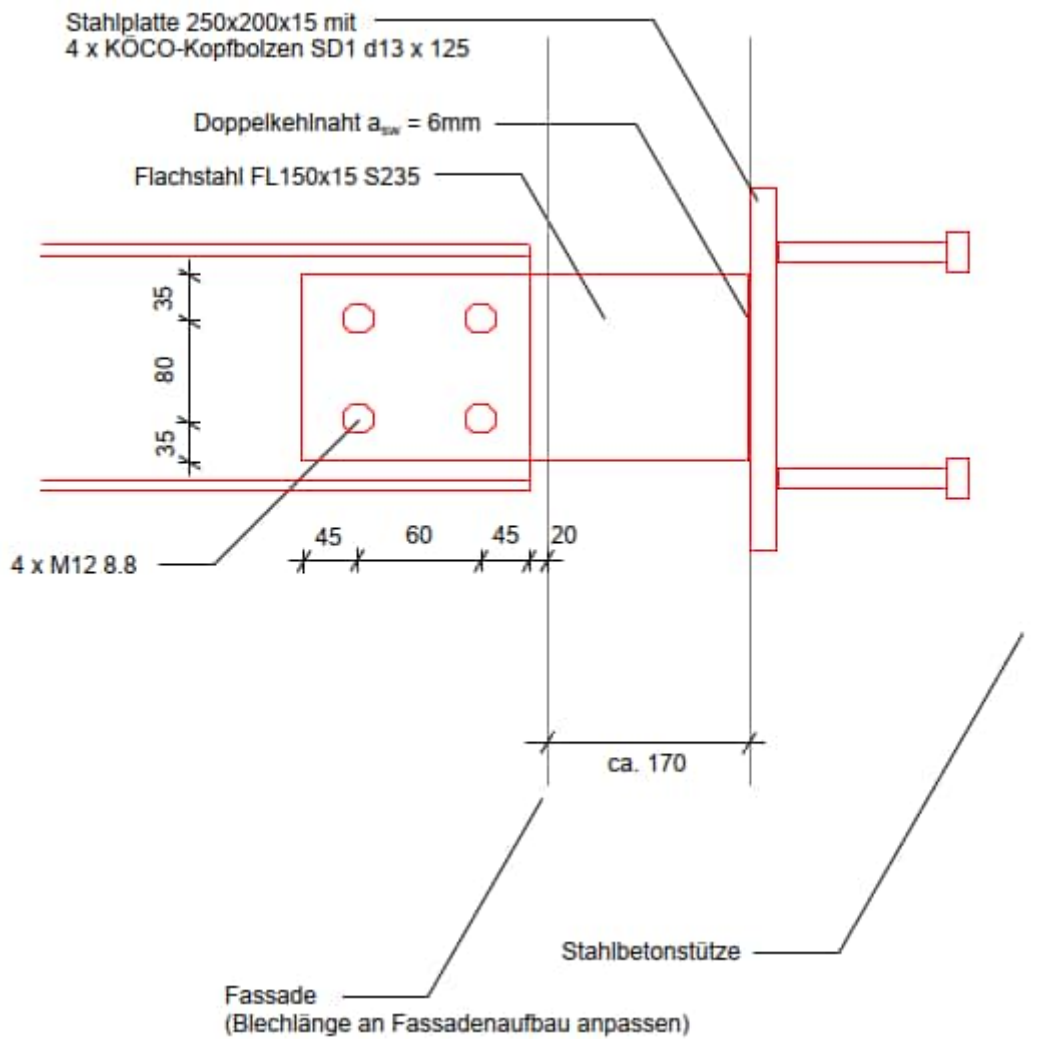 Stahlplatte 250x200x15 mit
4 x KÖCO-Kopfbolzen SD1 d13 x 125
Doppelkehlnaht asw = 6mm
Flachstahl FL150x15 S235
35
80
35
45 60 45 20
4 x M12 8.8
ca. 170
Stahlbetonstütze
Fassade
(Blechlänge an Fassadenaufbau anpassen)